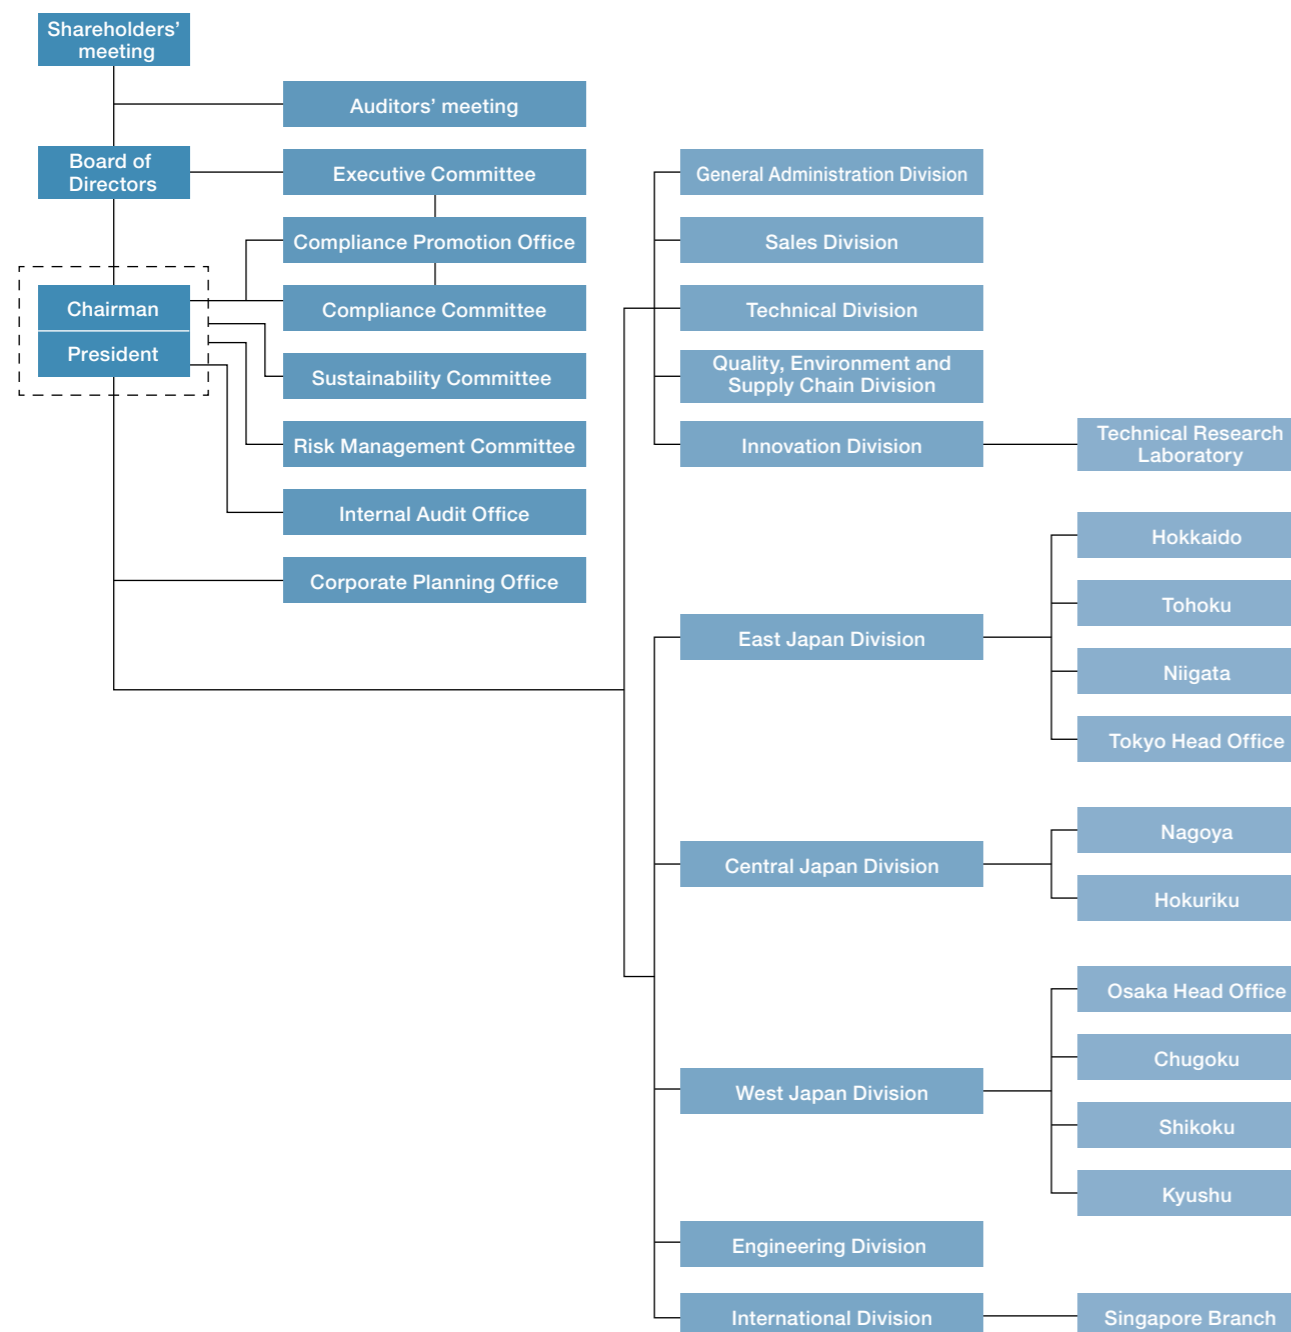 Shareholders’
meeting
Auditors’ meeting
Board of
Directors
Executive Committee
Compliance Promotion Office
Chairman
President
Compliance Committee
Sustainability Committee
Risk Management Committee
Internal Audit Office
Corporate Planning Office
General Administration Division
Sales Division
Technical Division
Quality, Environment and
Supply Chain Division
Innovation Division
Technical Research
Laboratory
East Japan Division
Hokkaido
Tohoku
Niigata
Tokyo Head Office
Central Japan Division
Nagoya
Hokuriku
West Japan Division
Osaka Head Office
Chugoku
Shikoku
Kyushu
Engineering Division
International Division
Singapore Branch